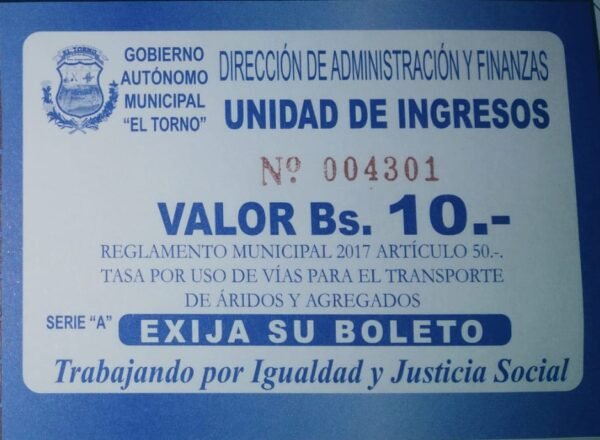 EL TORNO
GOBIERNO
AUTÓNOMO
MUNICIPAL
"EL TORNO"
DIRECCIÓN DE ADMINISTRACIÓN Y FINANZAS
UNIDAD DE INGRESOS
Nº 004301
VALOR Bs. 10.-
REGLAMENTO MUNICIPAL 2017 ARTÍCULO 50.-.
TASA POR USO DE VÍAS PARA EL TRANSPORTE
DE ÁRIDOS Y AGREGADOS
SERIE "A" EXIJA SU BOLETO
Trabajando por Igualdad y Justicia Social